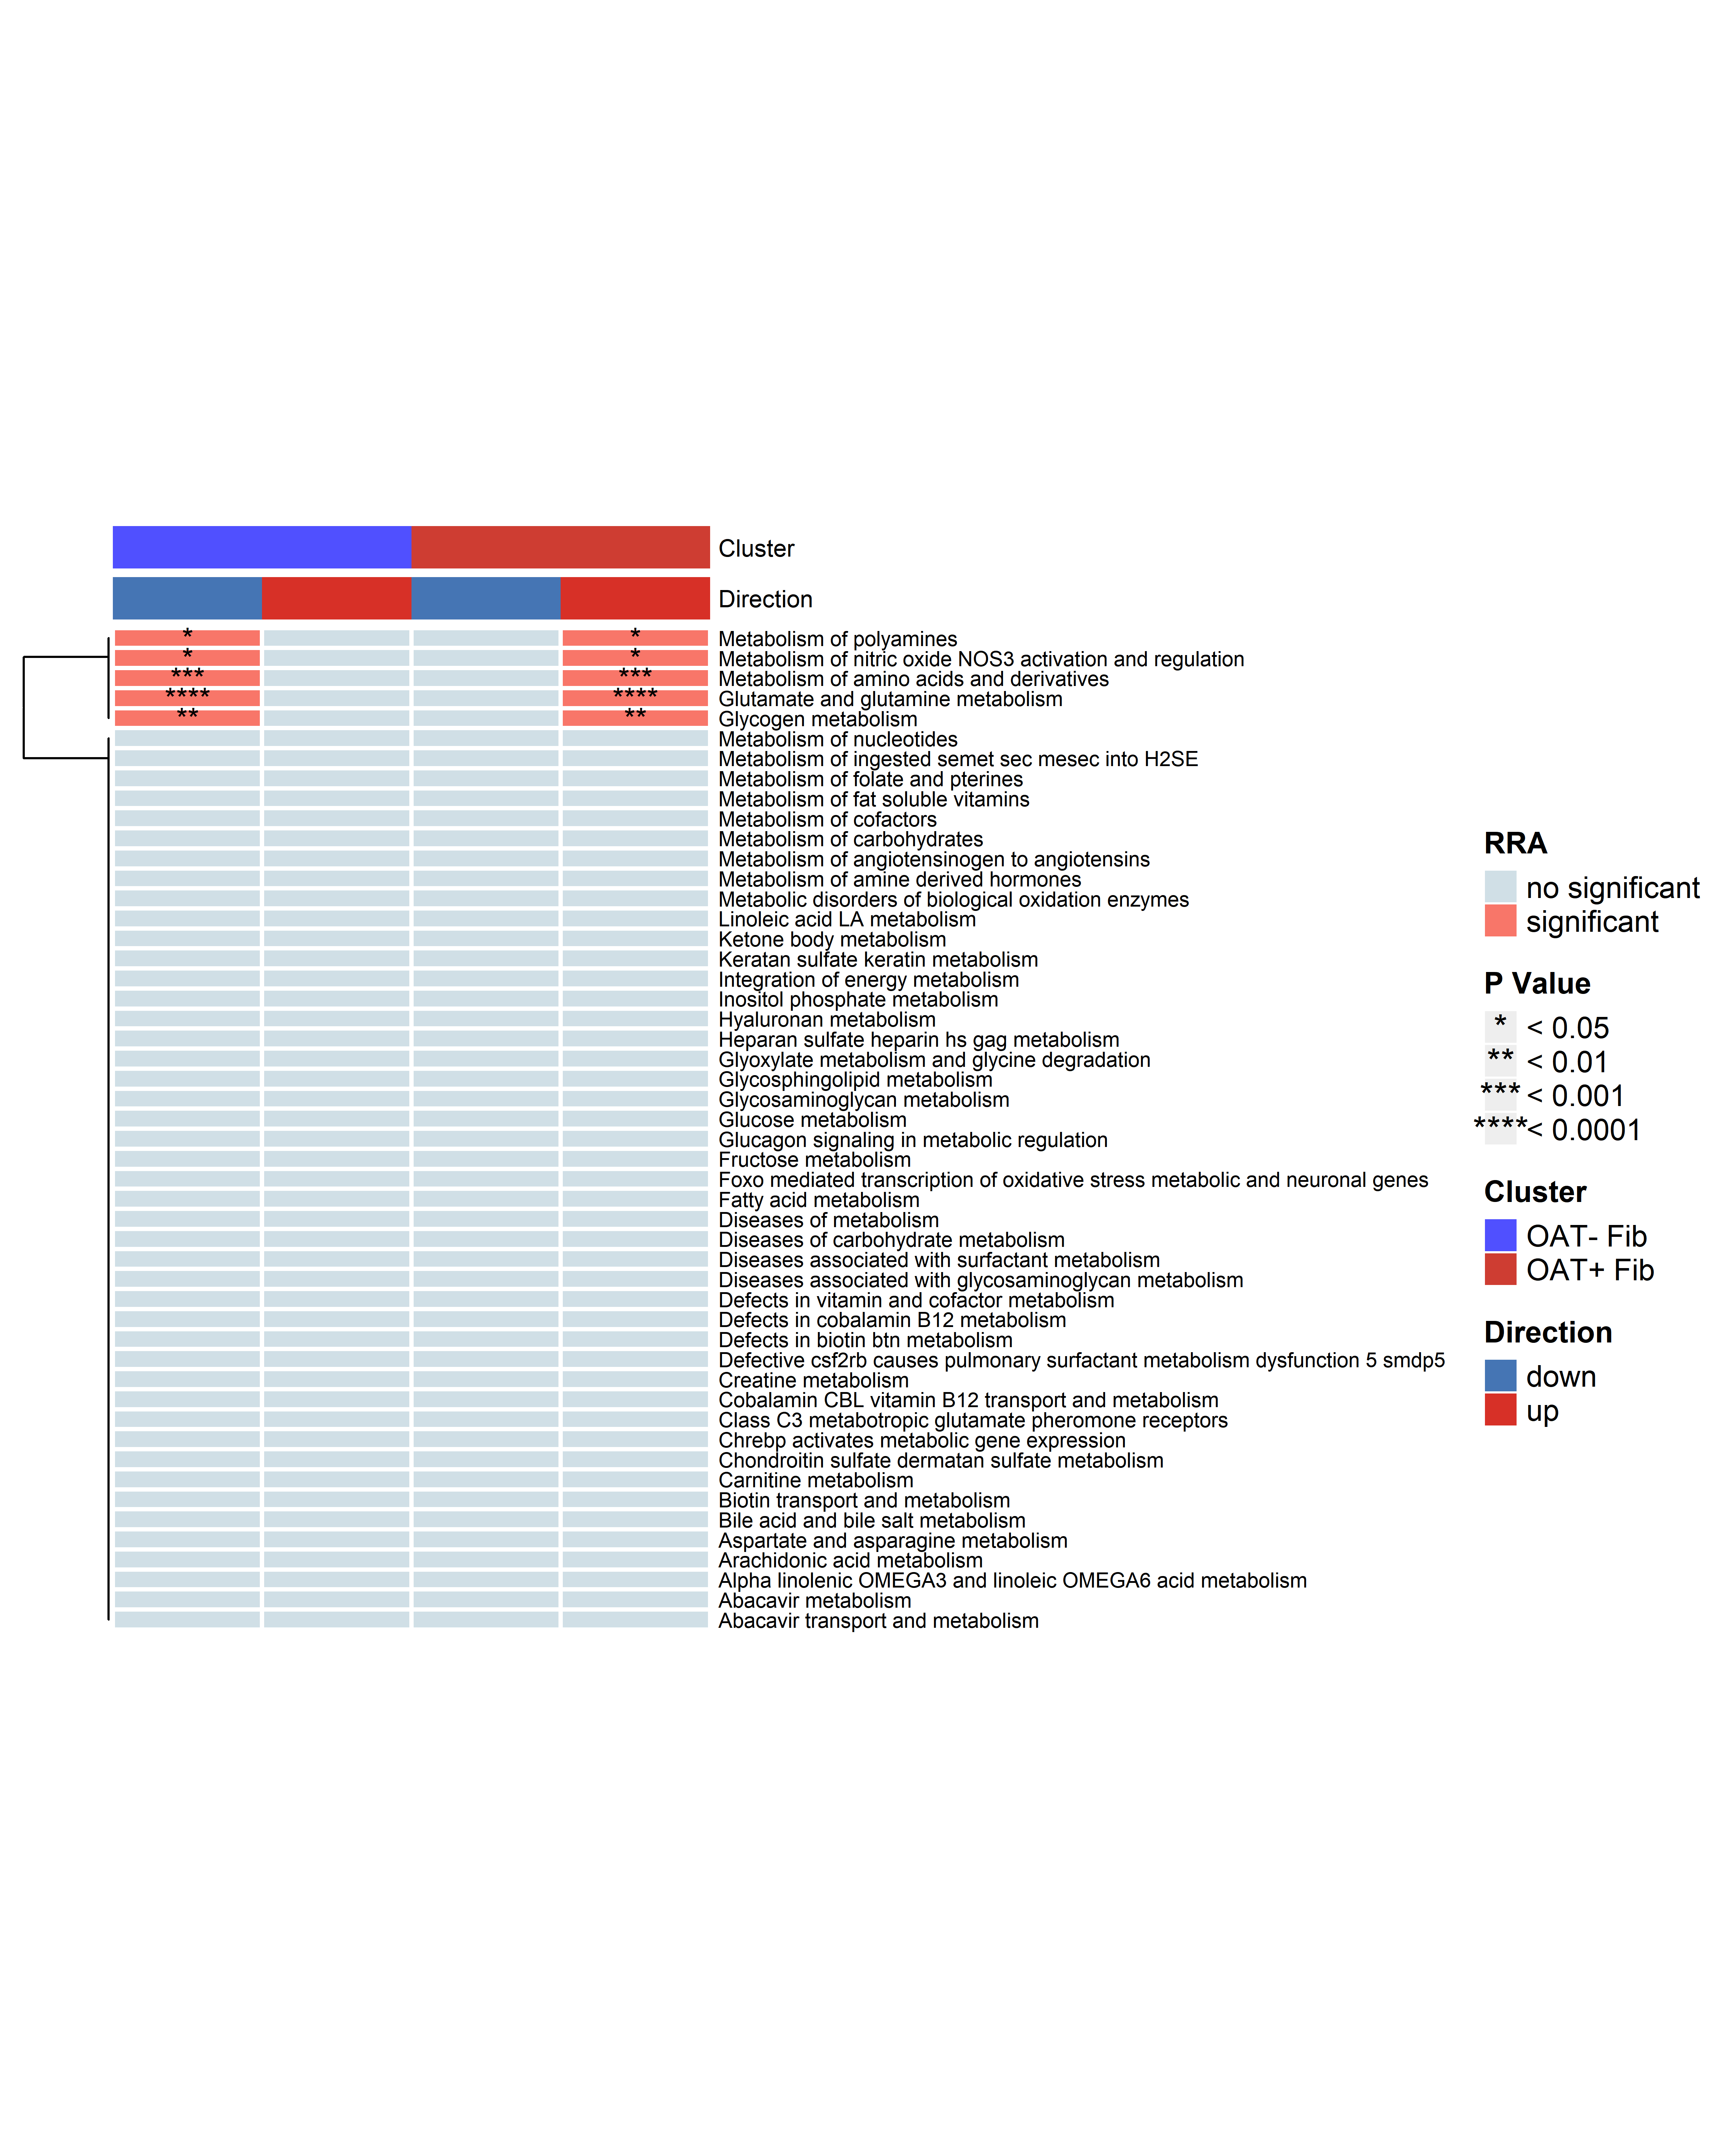 Cluster
Direction
* * Metabolism of polyamines
* * Metabolism of nitric oxide NOS3 activation and regulation
*** *** Metabolism of amino acids and derivatives
**** **** Glutamate and glutamine metabolism
** ** Glycogen metabolism
Metabolism of nucleotides
Metabolism of ingested semet sec mesec into H2SE
Metabolism of folate and pterines
Metabolism of fat soluble vitamins
Metabolism of cofactors
Metabolism of carbohydrates
Metabolism of angiotensinogen to angiotensins
Metabolism of amine derived hormones
Metabolic disorders of biological oxidation enzymes
Linoleic acid LA metabolism
Ketone body metabolism
Keratan sulfate keratin metabolism
Integration of energy metabolism
Inositol phosphate metabolism
Hyaluronan metabolism
Heparan sulfate heparin hs gag metabolism
Glyoxylate metabolism and glycine degradation
Glycosphingolipid metabolism
Glycosaminoglycan metabolism
Glucose metabolism
Glucagon signaling in metabolic regulation
Fructose metabolism
Foxo mediated transcription of oxidative stress metabolic and neuronal genes
Fatty acid metabolism
Diseases of metabolism
Diseases of carbohydrate metabolism
Diseases associated with surfactant metabolism
Diseases associated with glycosaminoglycan metabolism
Defects in vitamin and cofactor metabolism
Defects in cobalamin B12 metabolism
Defects in biotin btn metabolism
Defective csf2rb causes pulmonary surfactant metabolism dysfunction 5 smdp5
Creatine metabolism
Cobalamin CBL vitamin B12 transport and metabolism
Class C3 metabotropic glutamate pheromone receptors
Chrebp activates metabolic gene expression
Chondroitin sulfate dermatan sulfate metabolism
Carnitine metabolism
Biotin transport and metabolism
Bile acid and bile salt metabolism
Aspartate and asparagine metabolism
Arachidonic acid metabolism
Alpha linolenic OMEGA3 and linoleic OMEGA6 acid metabolism
Abacavir metabolism
Abacavir transport and metabolism
RRA
no significant
significant
P Value
* < 0.05
** < 0.01
*** < 0.001
**** < 0.0001
Cluster
OAT- Fib
OAT+ Fib
Direction
down
up